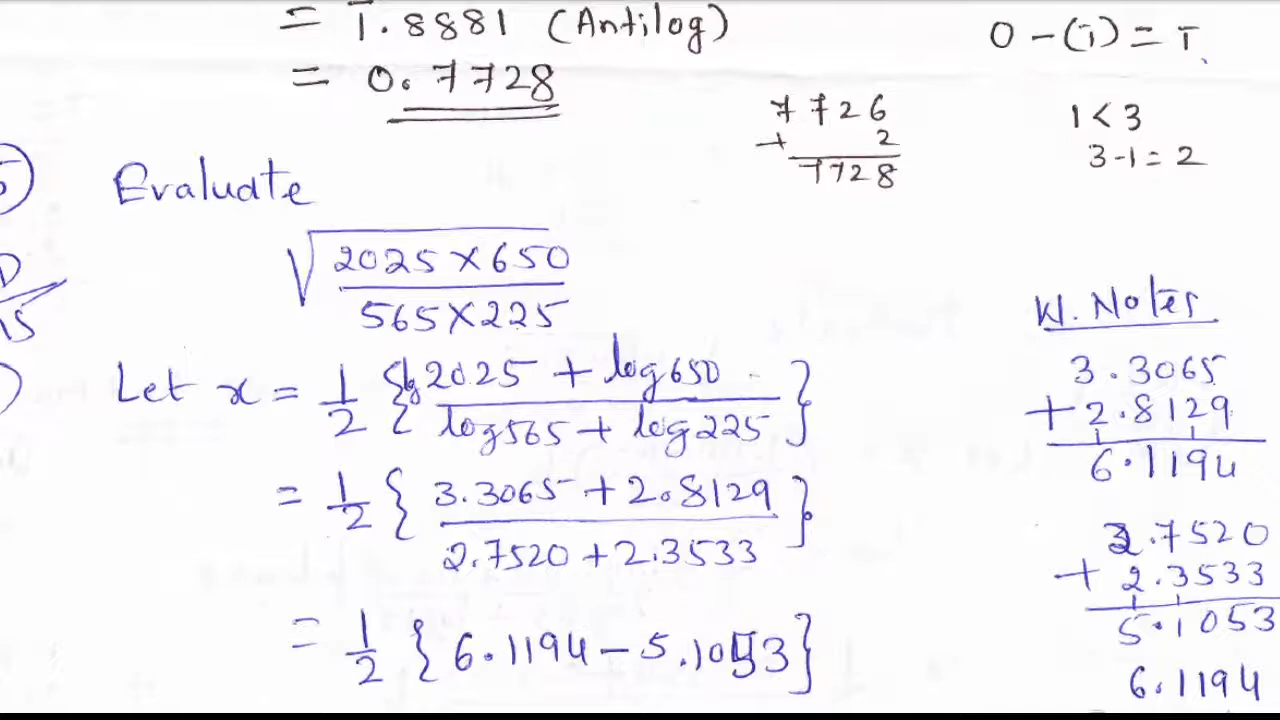 = 1̅.8881 (Antilog)
= 0.7728
0 - (1̅) = 1̅
7726
+ 2
7728
1 < 3
3-1 = 2
Evaluate
√(2025 × 650 / 565 × 225)
Let x = 1/2 { log 2025 + log 650 / log 565 + log 225 }
= 1/2 { 3.3065 + 2.8129 / 2.7520 + 2.3533 }
= 1/2 { 6.1194 - 5.1053 }
W. Notes
3.3065
+ 2.8129
6.1194
2.7520
+ 2.3533
5.1053
6.1194